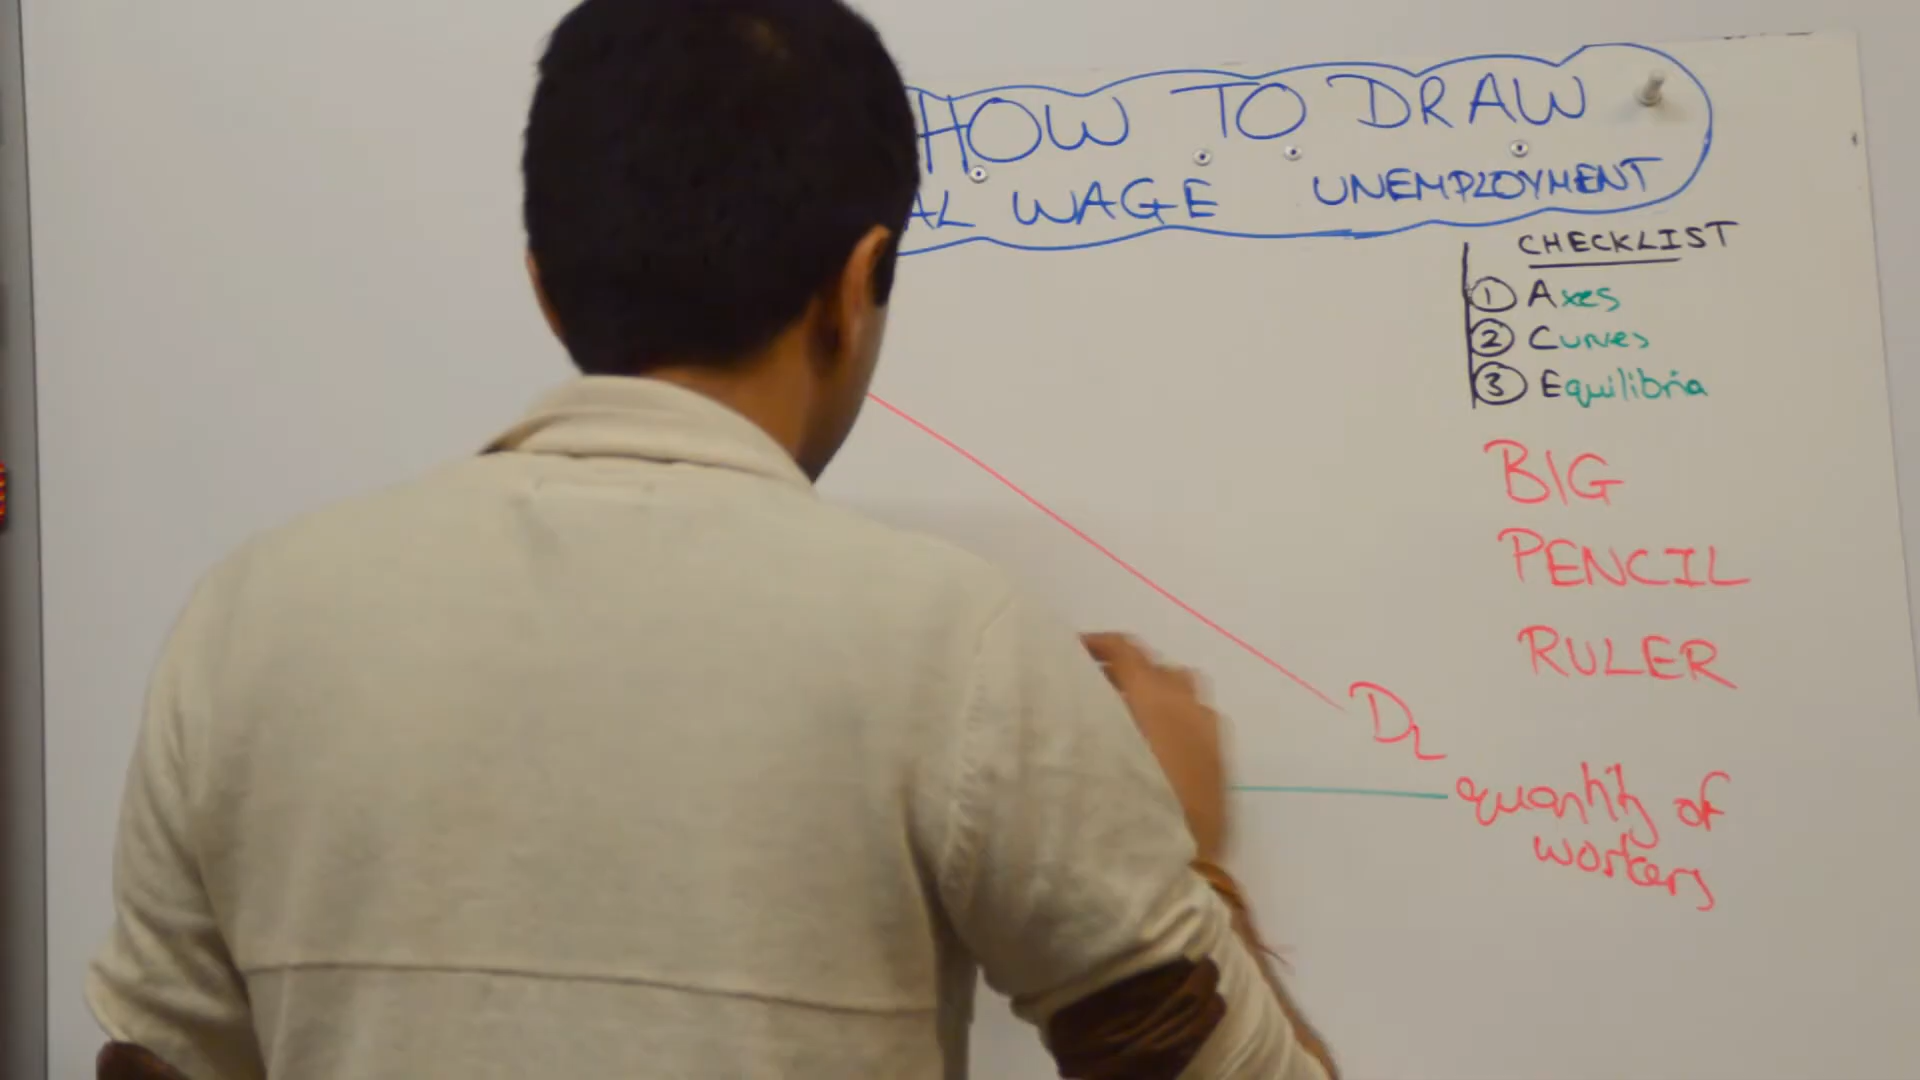 HOW TO DRAW
AL WAGE UNEMPLOYMENT
CHECKLIST
1 Axes
2 Curves
3 Equilibria
BIG
PENCIL
RULER
DL
quantity of
workers